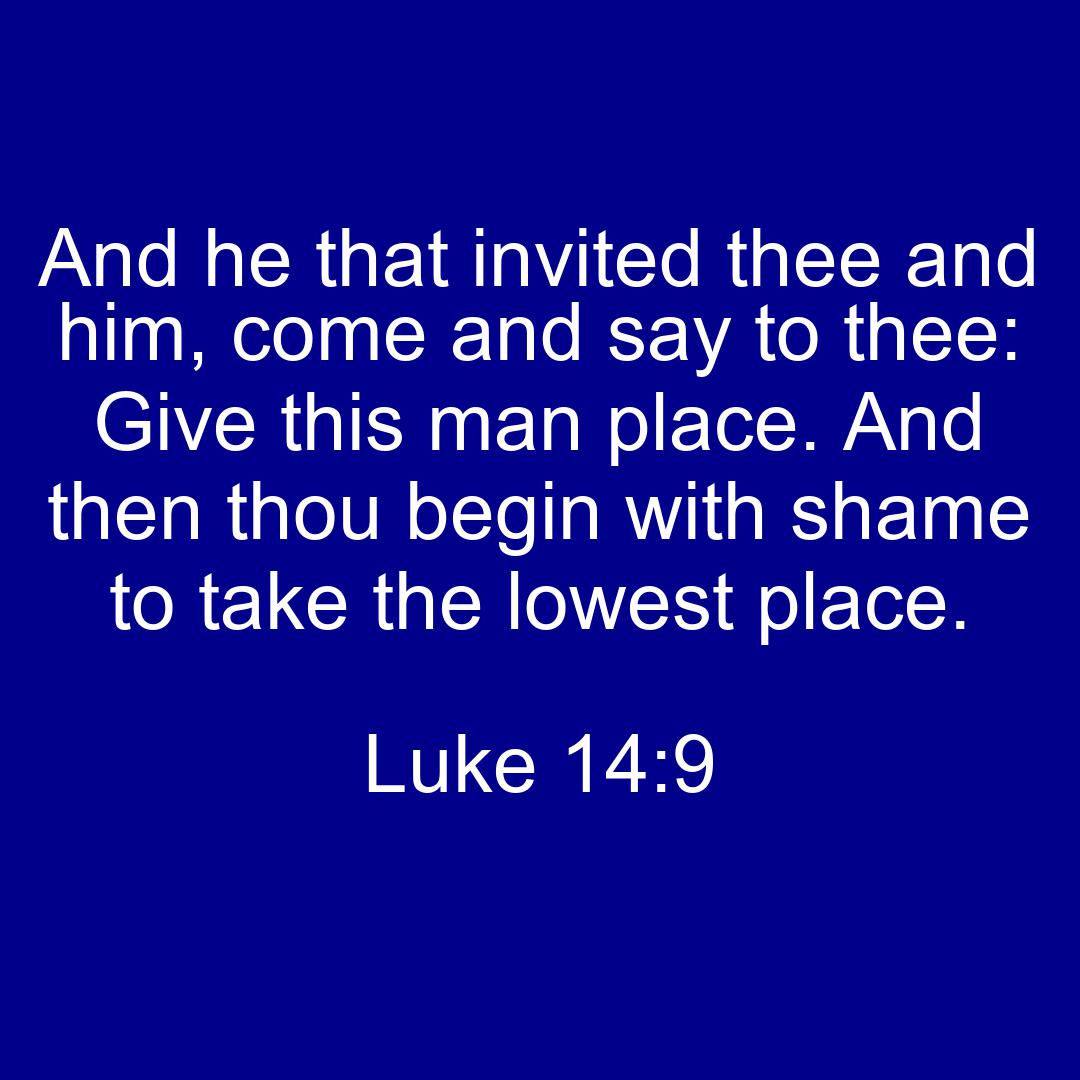 And he that invited thee and
him, come and say to thee:
Give this man place. And
then thou begin with shame
to take the lowest place.
Luke 14:9